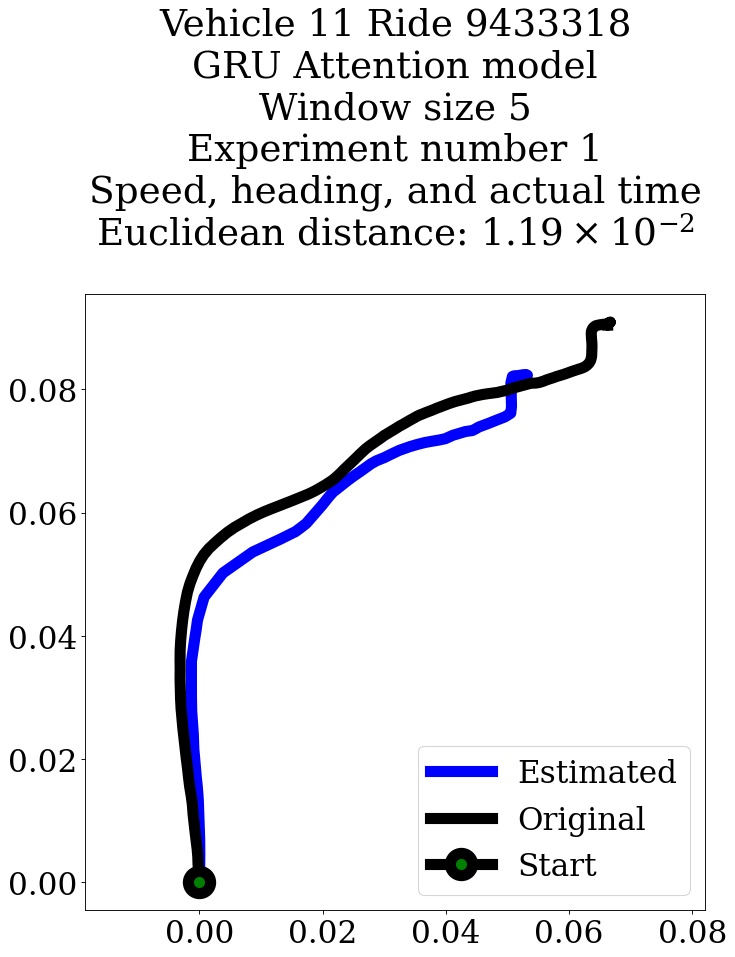 Vehicle 11 Ride 9433318
GRU Attention model
Window size 5
Experiment number 1
Speed, heading, and actual time
Euclidean distance: 1.19 × 10⁻²
0.08
0.06
0.04
0.02
0.00
Estimated
Original
Start
0.00 0.02 0.04 0.06 0.08